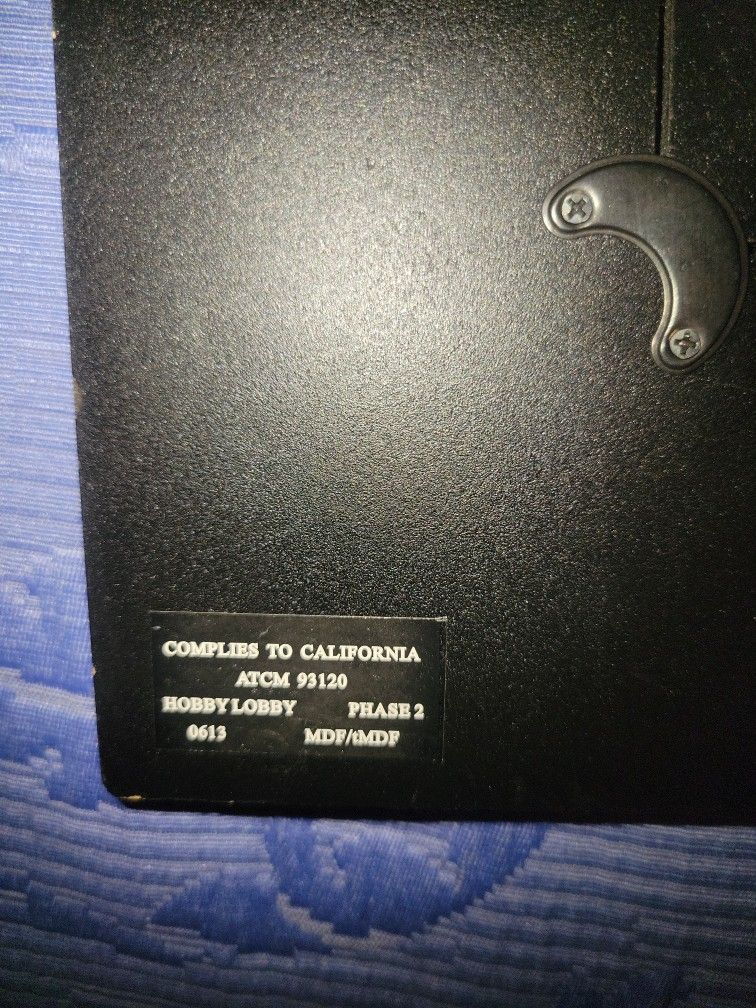 COMPLIES TO CALIFORNIA
ATCM 93120
HOBBY LOBBY PHASE 2
0613 MDF/tMDF